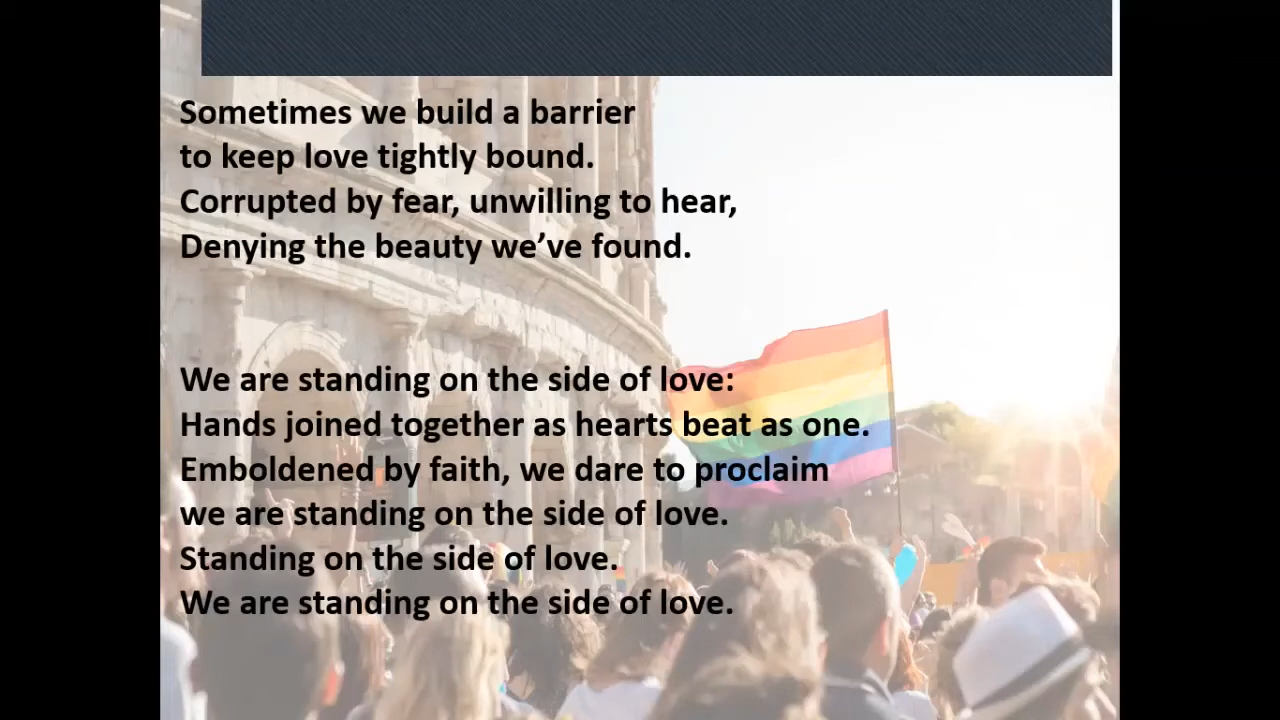 Sometimes we build a barrier
to keep love tightly bound.
Corrupted by fear, unwilling to hear,
Denying the beauty we’ve found.
We are standing on the side of love:
Hands joined together as hearts beat as one.
Emboldened by faith, we dare to proclaim
we are standing on the side of love.
Standing on the side of love.
We are standing on the side of love.